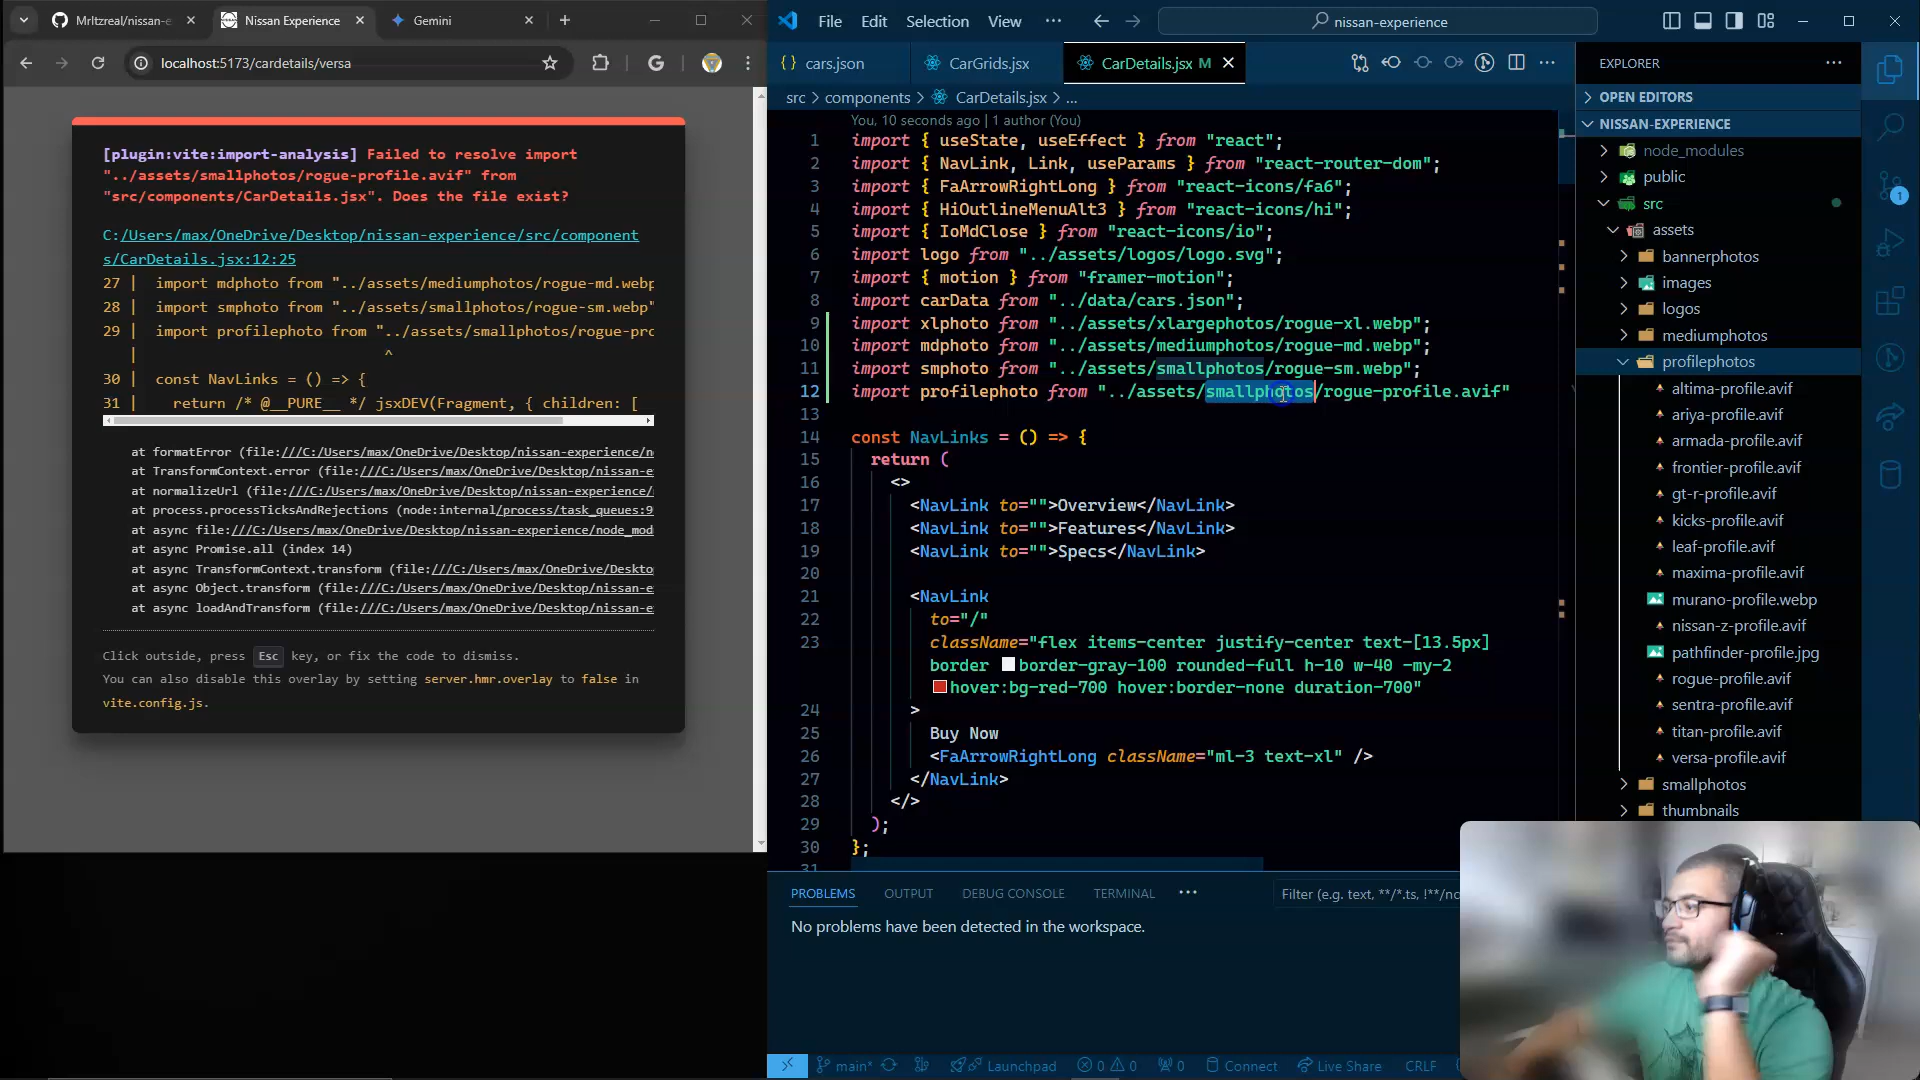 MrItzreal/nissan-e
Nissan Experience
Gemini
localhost:5173/cardetails/versa
[plugin:vite:import-analysis] Failed to resolve import
"../assets/smallphotos/rogue-profile.avif" from
"src/components/CarDetails.jsx". Does the file exist?
C:/Users/max/OneDrive/Desktop/nissan-experience/src/component
s/CarDetails.jsx:12:25
27 |  import mdphoto from "../assets/mediumphotos/rogue-md.webp
28 |  import smphoto from "../assets/smallphotos/rogue-sm.webp"
29 |  import profilephoto from "../assets/smallphotos/rogue-pro
|                          ^
30 |  const NavLinks = () => {
31 |    return /* @__PURE__ */ jsxDEV(Fragment, { children: [
at formatError (file:///C:/Users/max/OneDrive/Desktop/nissan-experience/no
at TransformContext.error (file:///C:/Users/max/OneDrive/Desktop/nissan-e
at normalizeUrl (file:///C:/Users/max/OneDrive/Desktop/nissan-experience/
at process.processTicksAndRejections (node:internal/process/task_queues:9
at async file:///C:/Users/max/OneDrive/Desktop/nissan-experience/node_mod
at async Promise.all (index 14)
at async TransformContext.transform (file:///C:/Users/max/OneDrive/Deskto
at async Object.transform (file:///C:/Users/max/OneDrive/Desktop/nissan-e
at async loadAndTransform (file:///C:/Users/max/OneDrive/Desktop/nissan-e
Click outside, press Esc key, or fix the code to dismiss.
You can also disable this overlay by setting server.hmr.overlay to false in
vite.config.js.
File Edit Selection View ··· nissan-experience
cars.json CarGrids.jsx CarDetails.jsx M
src > components > CarDetails.jsx > ...
You, 10 seconds ago | 1 author (You)
1 import { useState, useEffect } from "react";
2 import { NavLink, Link, useParams } from "react-router-dom";
3 import { FaArrowRightLong } from "react-icons/fa6";
4 import { HiOutlineMenuAlt3 } from "react-icons/hi";
5 import { IoMdClose } from "react-icons/io";
6 import logo from "../assets/logos/logo.svg";
7 import { motion } from "framer-motion";
8 import carData from "../data/cars.json";
9 import xlphoto from "../assets/xlargephotos/rogue-xl.webp";
10 import mdphoto from "../assets/mediumphotos/rogue-md.webp";
11 import smphoto from "../assets/smallphotos/rogue-sm.webp";
12 import profilephoto from "../assets/smallphotos/rogue-profile.avif"
13
14 const NavLinks = () => {
15 return (
16 <>
17 <NavLink to="">Overview</NavLink>
18 <NavLink to="">Features</NavLink>
19 <NavLink to="">Specs</NavLink>
20
21 <NavLink
22 to="/"
23 className="flex items-center justify-center text-[13.5px]
border border-gray-100 rounded-full h-10 w-40 -my-2
hover:bg-red-700 hover:border-none duration-700"
24 >
25 Buy Now
26 <FaArrowRightLong className="ml-3 text-xl" />
27 </NavLink>
28 </>
29 );
30 };
31
EXPLORER
OPEN EDITORS
NISSAN-EXPERIENCE
node_modules
public
src
assets
bannerphotos
images
logos
mediumphotos
profilephotos
altima-profile.avif
ariya-profile.avif
armada-profile.avif
frontier-profile.avif
gt-r-profile.avif
kicks-profile.avif
leaf-profile.avif
maxima-profile.avif
murano-profile.webp
nissan-z-profile.avif
pathfinder-profile.jpg
rogue-profile.avif
sentra-profile.avif
titan-profile.avif
versa-profile.avif
smallphotos
thumbnails
1
PROBLEMS OUTPUT DEBUG CONSOLE TERMINAL ··· Filter (e.g. text, **/*.ts, !**/no
No problems have been detected in the workspace.
main* Launchpad 0 0 0 Connect Live Share CRLF